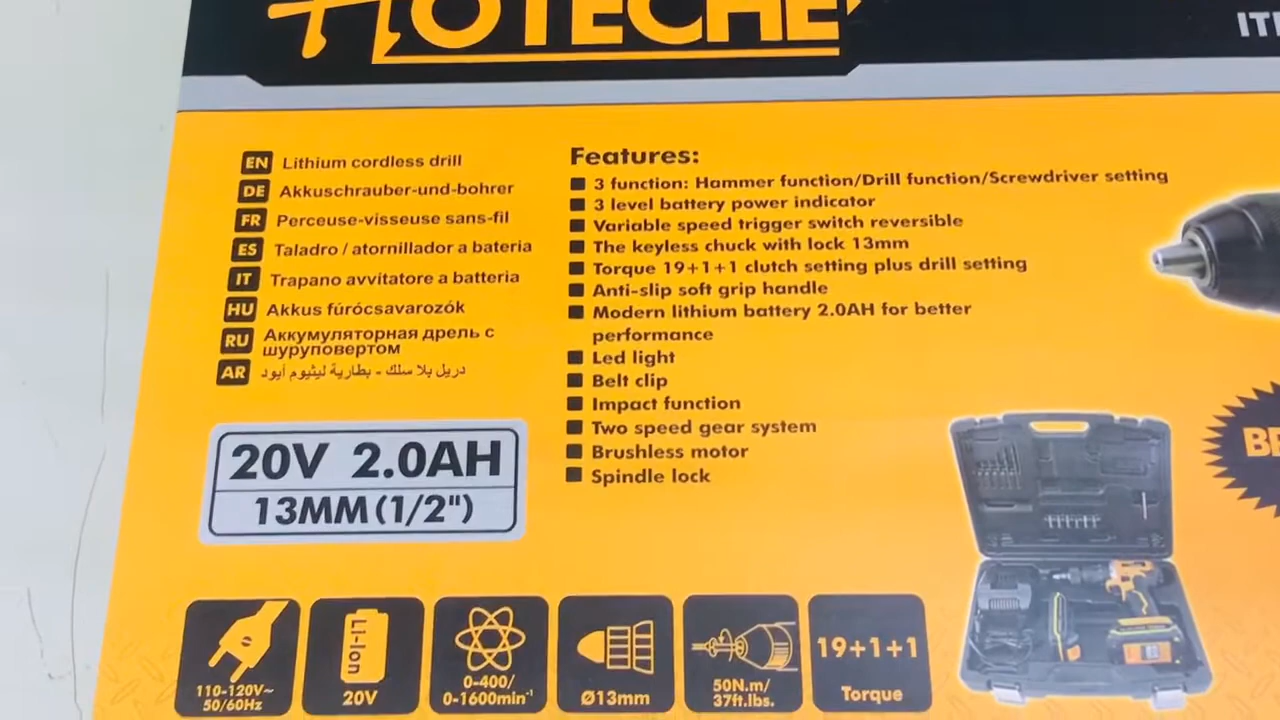 HOTECHE
EN Lithium cordless drill
DE Akkuschrauber-und-bohrer
FR Perceuse-visseuse sans-fil
ES Taladro / atornillador a bateria
IT Trapano avvitatore a batteria
HU Akkus fúrócsavarozók
RU Аккумуляторная дрель с
шуруповертом
AR دريل بلا سلك - بطارية ليثيوم أيود
Features:
3 function: Hammer function/Drill function/Screwdriver setting
3 level battery power indicator
Variable speed trigger switch reversible
The keyless chuck with lock 13mm
Torque 19+1+1 clutch setting plus drill setting
Anti-slip soft grip handle
Modern lithium battery 2.0AH for better
performance
Led light
Belt clip
Impact function
Two speed gear system
Brushless motor
Spindle lock
20V 2.0AH
13MM (1/2")
110-120V~
50/60Hz
Li-Ion
20V
0-400/
0-1600min⁻¹
Ø13mm
50N.m/
37ft.lbs.
19+1+1
Torque